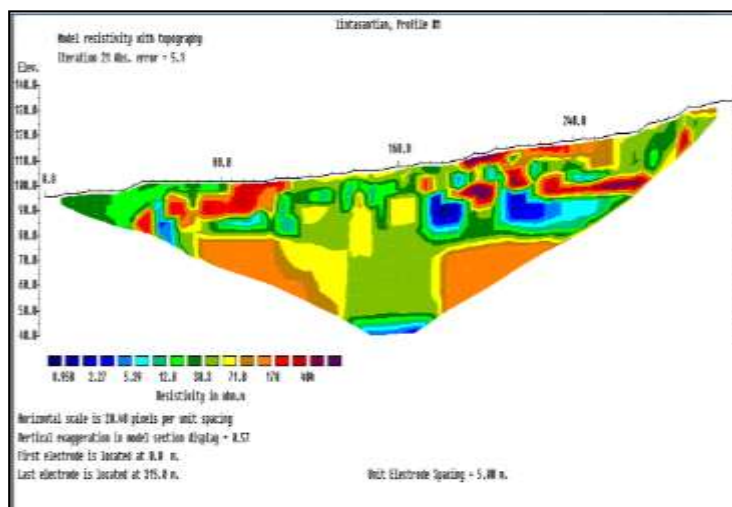 Profile
Model resistivity with topography
Iteration 21 Abs. error = 5.3
Elev.
140.0
130.0
120.0
110.0
100.0
90.0
80.0
70.0
60.0
50.0
40.0
0.0
80.0
160.0
240.0
0.958 2.27 5.39 12.8 30.3 71.8 170 404
Resistivity in ohm.m
Horizontal scale is 20.40 pixels per unit spacing
Vertical exaggeration in model section display = 0.57
First electrode is located at 0.0 m.
Last electrode is located at 315.0 m.
Unit Electrode Spacing = 5.00 m.